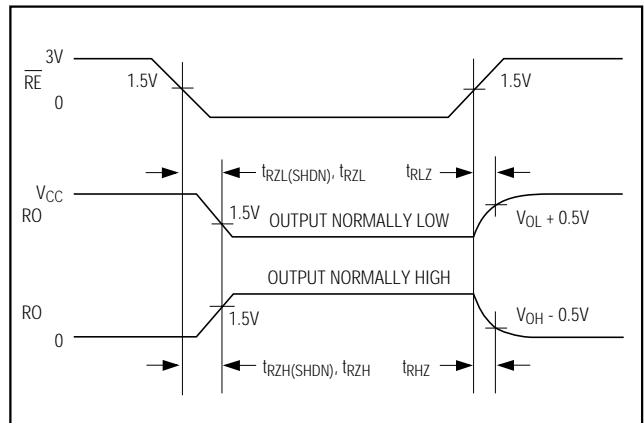 3V
RE
1.5V
1.5V
0
tRZL(SHDN), tRZL
tRLZ
VCC
RO
1.5V
OUTPUT NORMALLY LOW
VOL + 0.5V
OUTPUT NORMALLY HIGH
RO
1.5V
VOH - 0.5V
0
tRZH(SHDN), tRZH
tRHZ